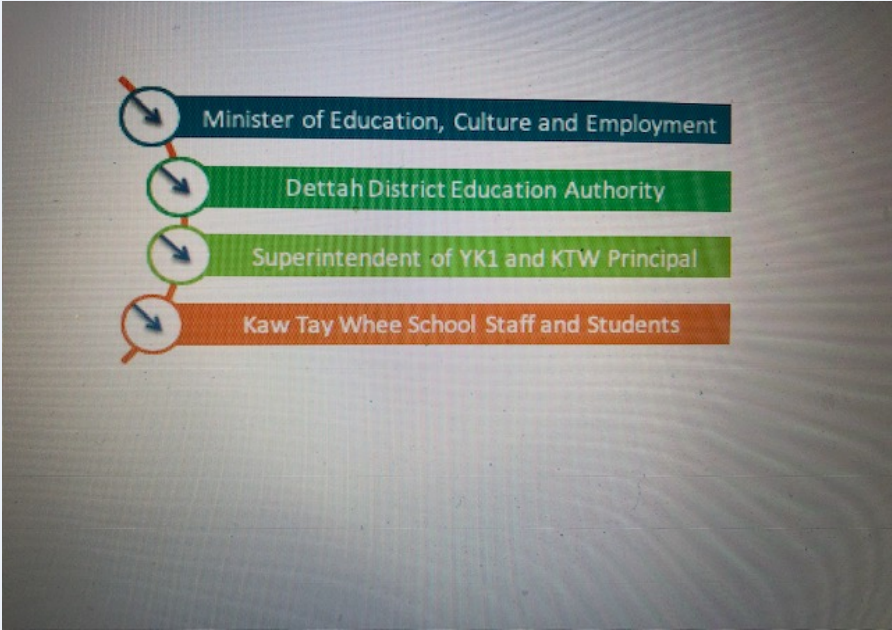 Minister of Education, Culture and Employment
Dettah District Education Authority
Superintendent of YK1 and KTW Principal
Kaw Tay Whee School Staff and Students